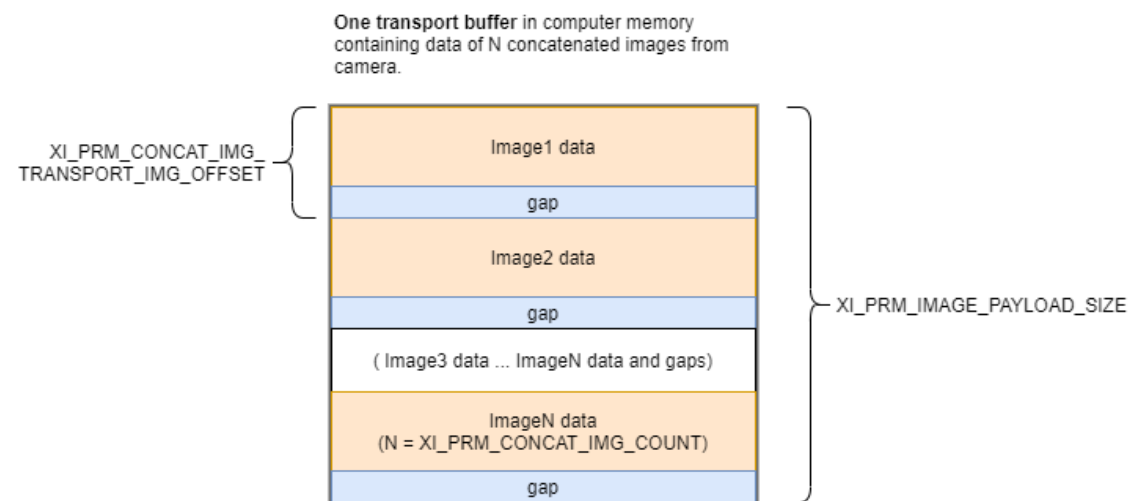 One transport buffer in computer memory
containing data of N concatenated images from
camera.
XI_PRM_CONCAT_IMG_
TRANSPORT_IMG_OFFSET
Image1 data
gap
Image2 data
gap
XI_PRM_IMAGE_PAYLOAD_SIZE
( Image3 data ... ImageN data and gaps)
ImageN data
(N = XI_PRM_CONCAT_IMG_COUNT)
gap